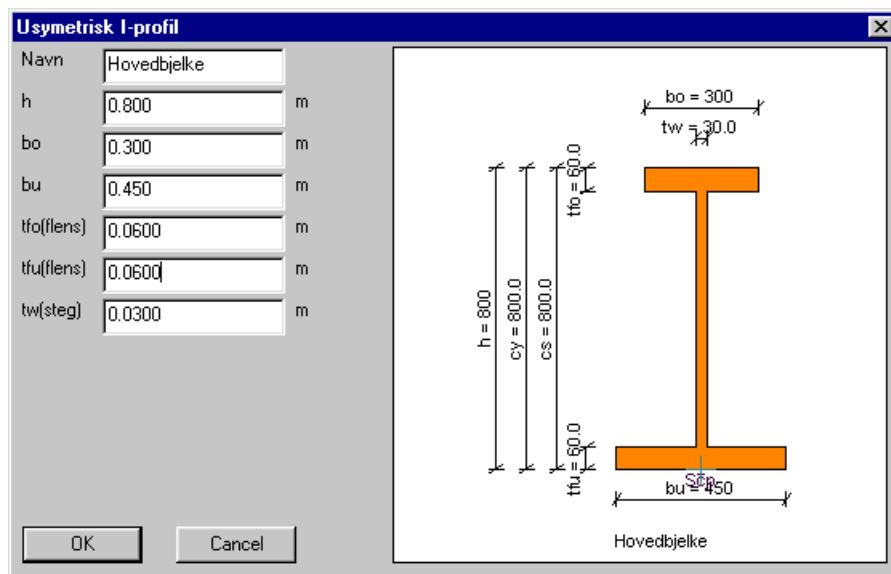 Usymetrisk I-profil
Navn Hovedbjelke
h 0.800 m
bo 0.300 m
bu 0.450 m
tfo(flens) 0.0600 m
tfu(flens) 0.0600 m
tw(steg) 0.0300 m
OK Cancel
bo = 300
tw = 30.0
tfo = 60.0
h = 800
cy = 800.0
cs = 800.0
tfu = 60.0
bu = 450
Hovedbjelke